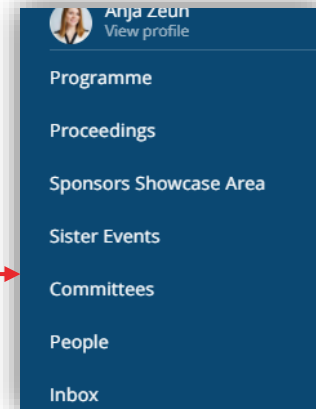 Anja Zeun
View profile
Programme
Proceedings
Sponsors Showcase Area
Sister Events
Committees
People
Inbox